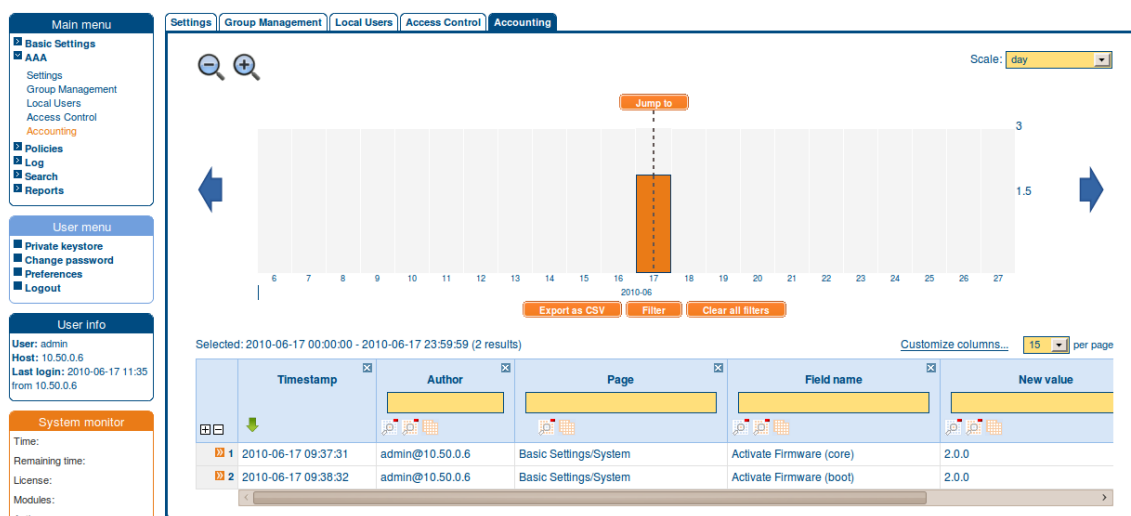 Main menu
Basic Settings
AAA
Settings
Group Management
Local Users
Access Control
Accounting
Policies
Log
Search
Reports
User menu
Private keystore
Change password
Preferences
Logout
User info
User: admin
Host: 10.50.0.6
Last login: 2010-06-17 11:35
from 10.50.0.6
System monitor
Time:
Remaining time:
License:
Modules:
Settings Group Management Local Users Access Control Accounting
Scale: day
Jump to
3
1.5
6 7 8 9 10 11 12 13 14 15 16 17 18 19 20 21 22 23 24 25 26 27
2010-06
Export as CSV Filter Clear all filters
Selected: 2010-06-17 00:00:00 - 2010-06-17 23:59:59 (2 results) Customize columns... 15 per page
Timestamp Author Page Field name New value
1 2010-06-17 09:37:31 admin@10.50.0.6 Basic Settings/System Activate Firmware (core) 2.0.0
2 2010-06-17 09:38:32 admin@10.50.0.6 Basic Settings/System Activate Firmware (boot) 2.0.0